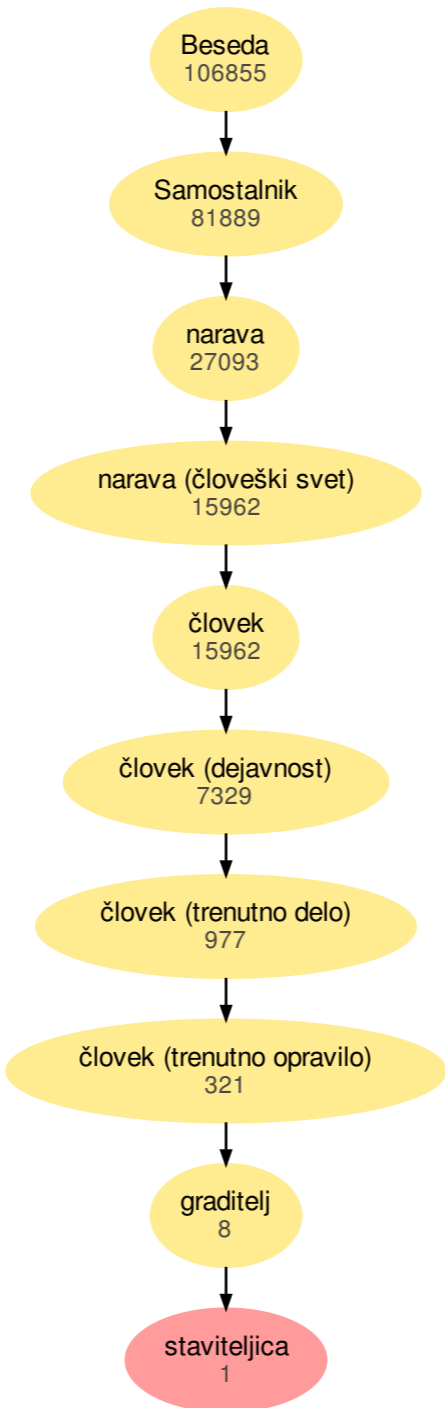 Beseda
106855
Samostalnik
81889
narava
27093
narava (človeški svet)
15962
človek
15962
človek (dejavnost)
7329
človek (trenutno delo)
977
človek (trenutno opravilo)
321
graditelj
8
staviteljica
1